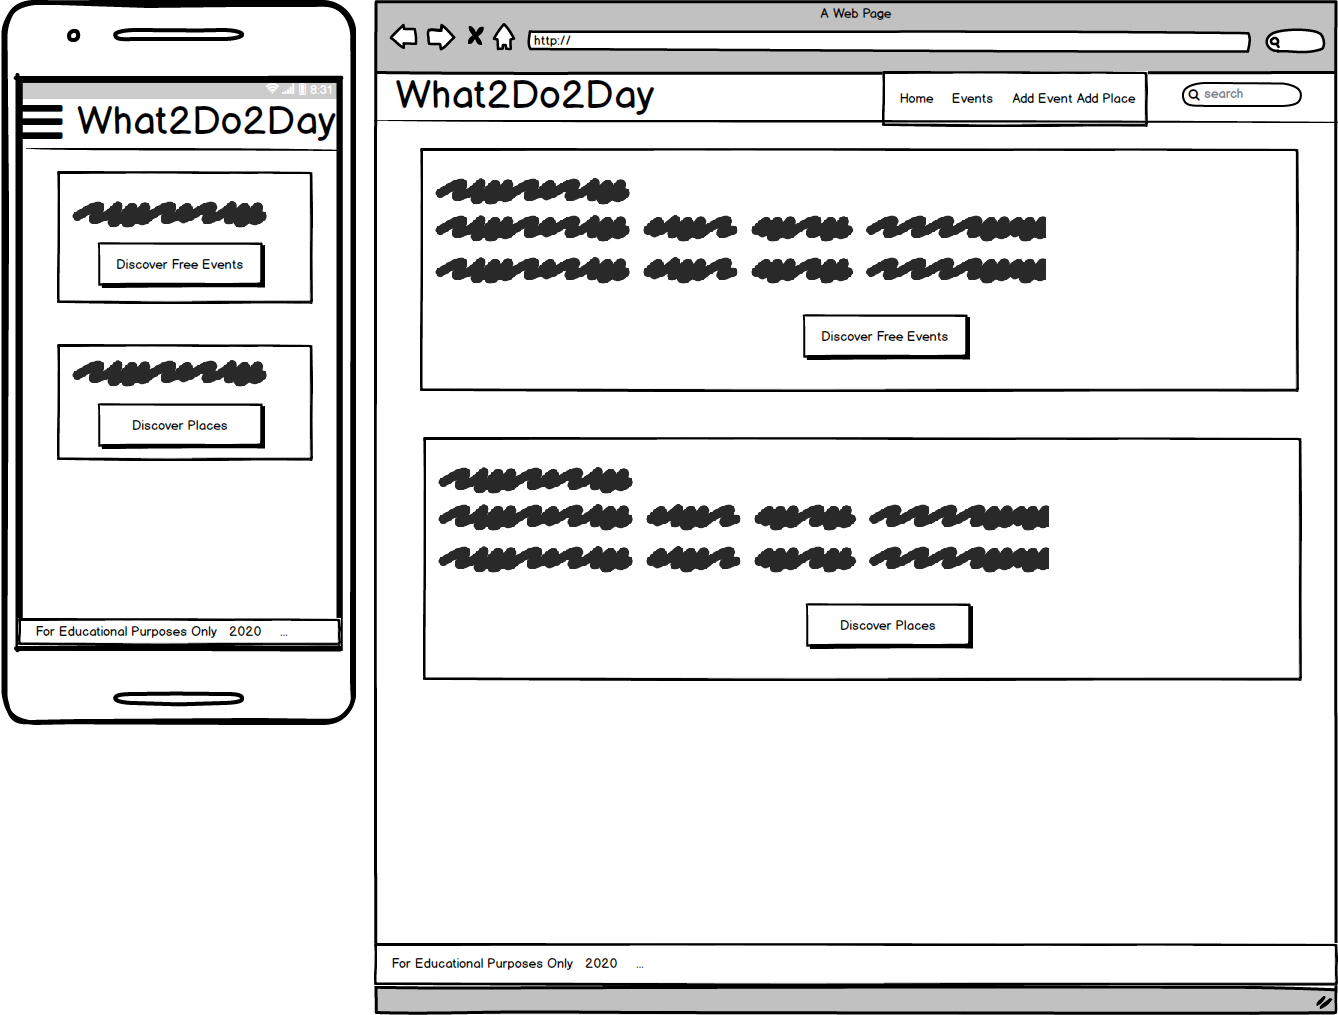 8:31
What2Do2Day
Discover Free Events
Discover Places
For Educational Purposes Only 2020 ...
A Web Page
http://
What2Do2Day
Home Events Add Event Add Place
search
Discover Free Events
Discover Places
For Educational Purposes Only 2020 ...